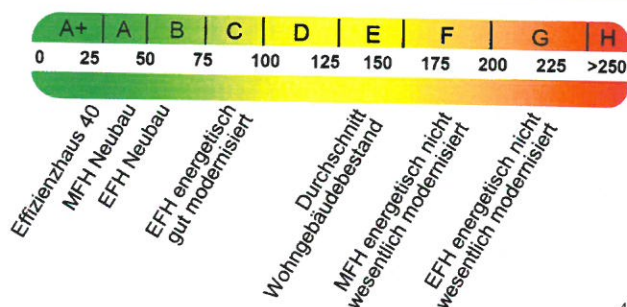 A+ A B C D E F G H
0 25 50 75 100 125 150 175 200 225 >250
Effizienzhaus 40
MFH Neubau
EFH Neubau
EFH energetisch
gut modernisiert
Durchschnitt
Wohngebäudebestand
MFH energetisch nicht
wesentlich modernisiert
EFH energetisch nicht
wesentlich modernisiert